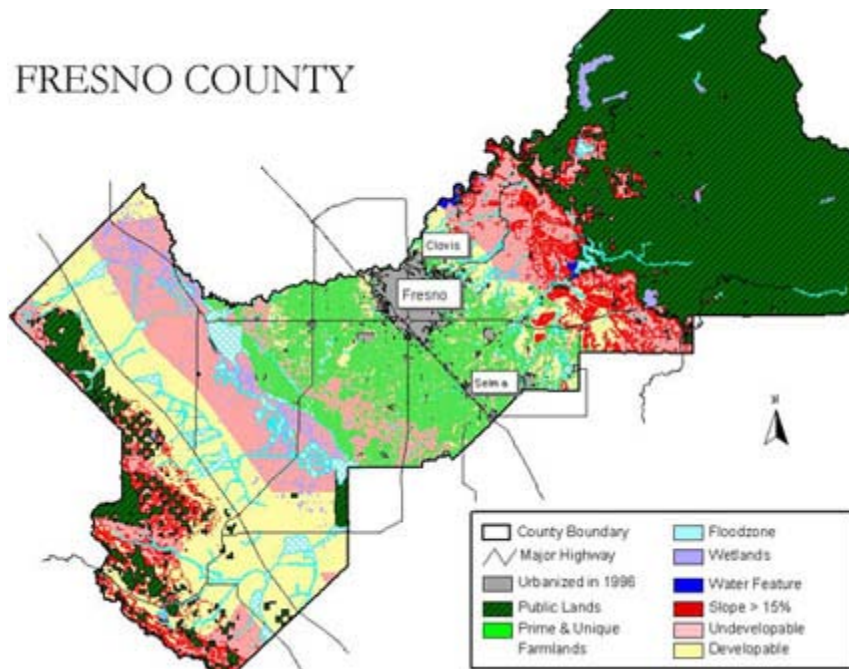 FRESNO COUNTY
Clovis
Fresno
Selma
N
County Boundary
Major Highway
Urbanized in 1996
Public Lands
Prime & Unique
Farmlands
Floodzone
Wetlands
Water Feature
Slope > 15%
Undevelopable
Developable